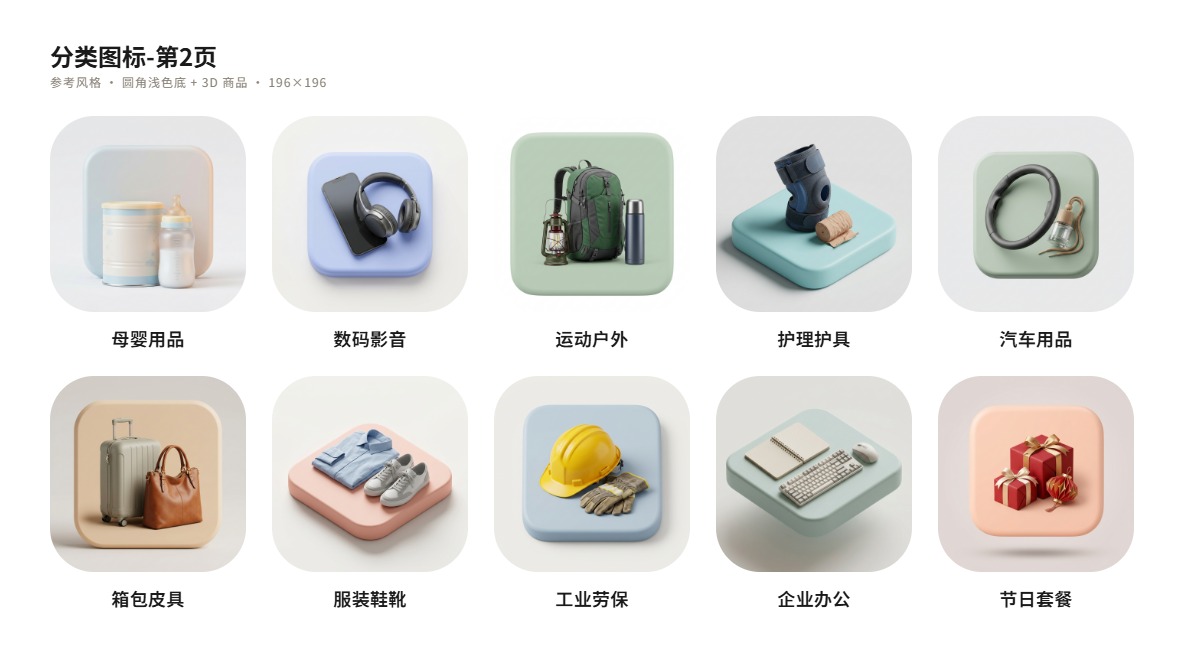 分类图标-第2页
参考风格 · 圆角浅色底 + 3D 商品 · 196×196
母婴用品
数码影音
运动户外
护理护具
汽车用品
箱包皮具
服装鞋靴
工业劳保
企业办公
节日套餐